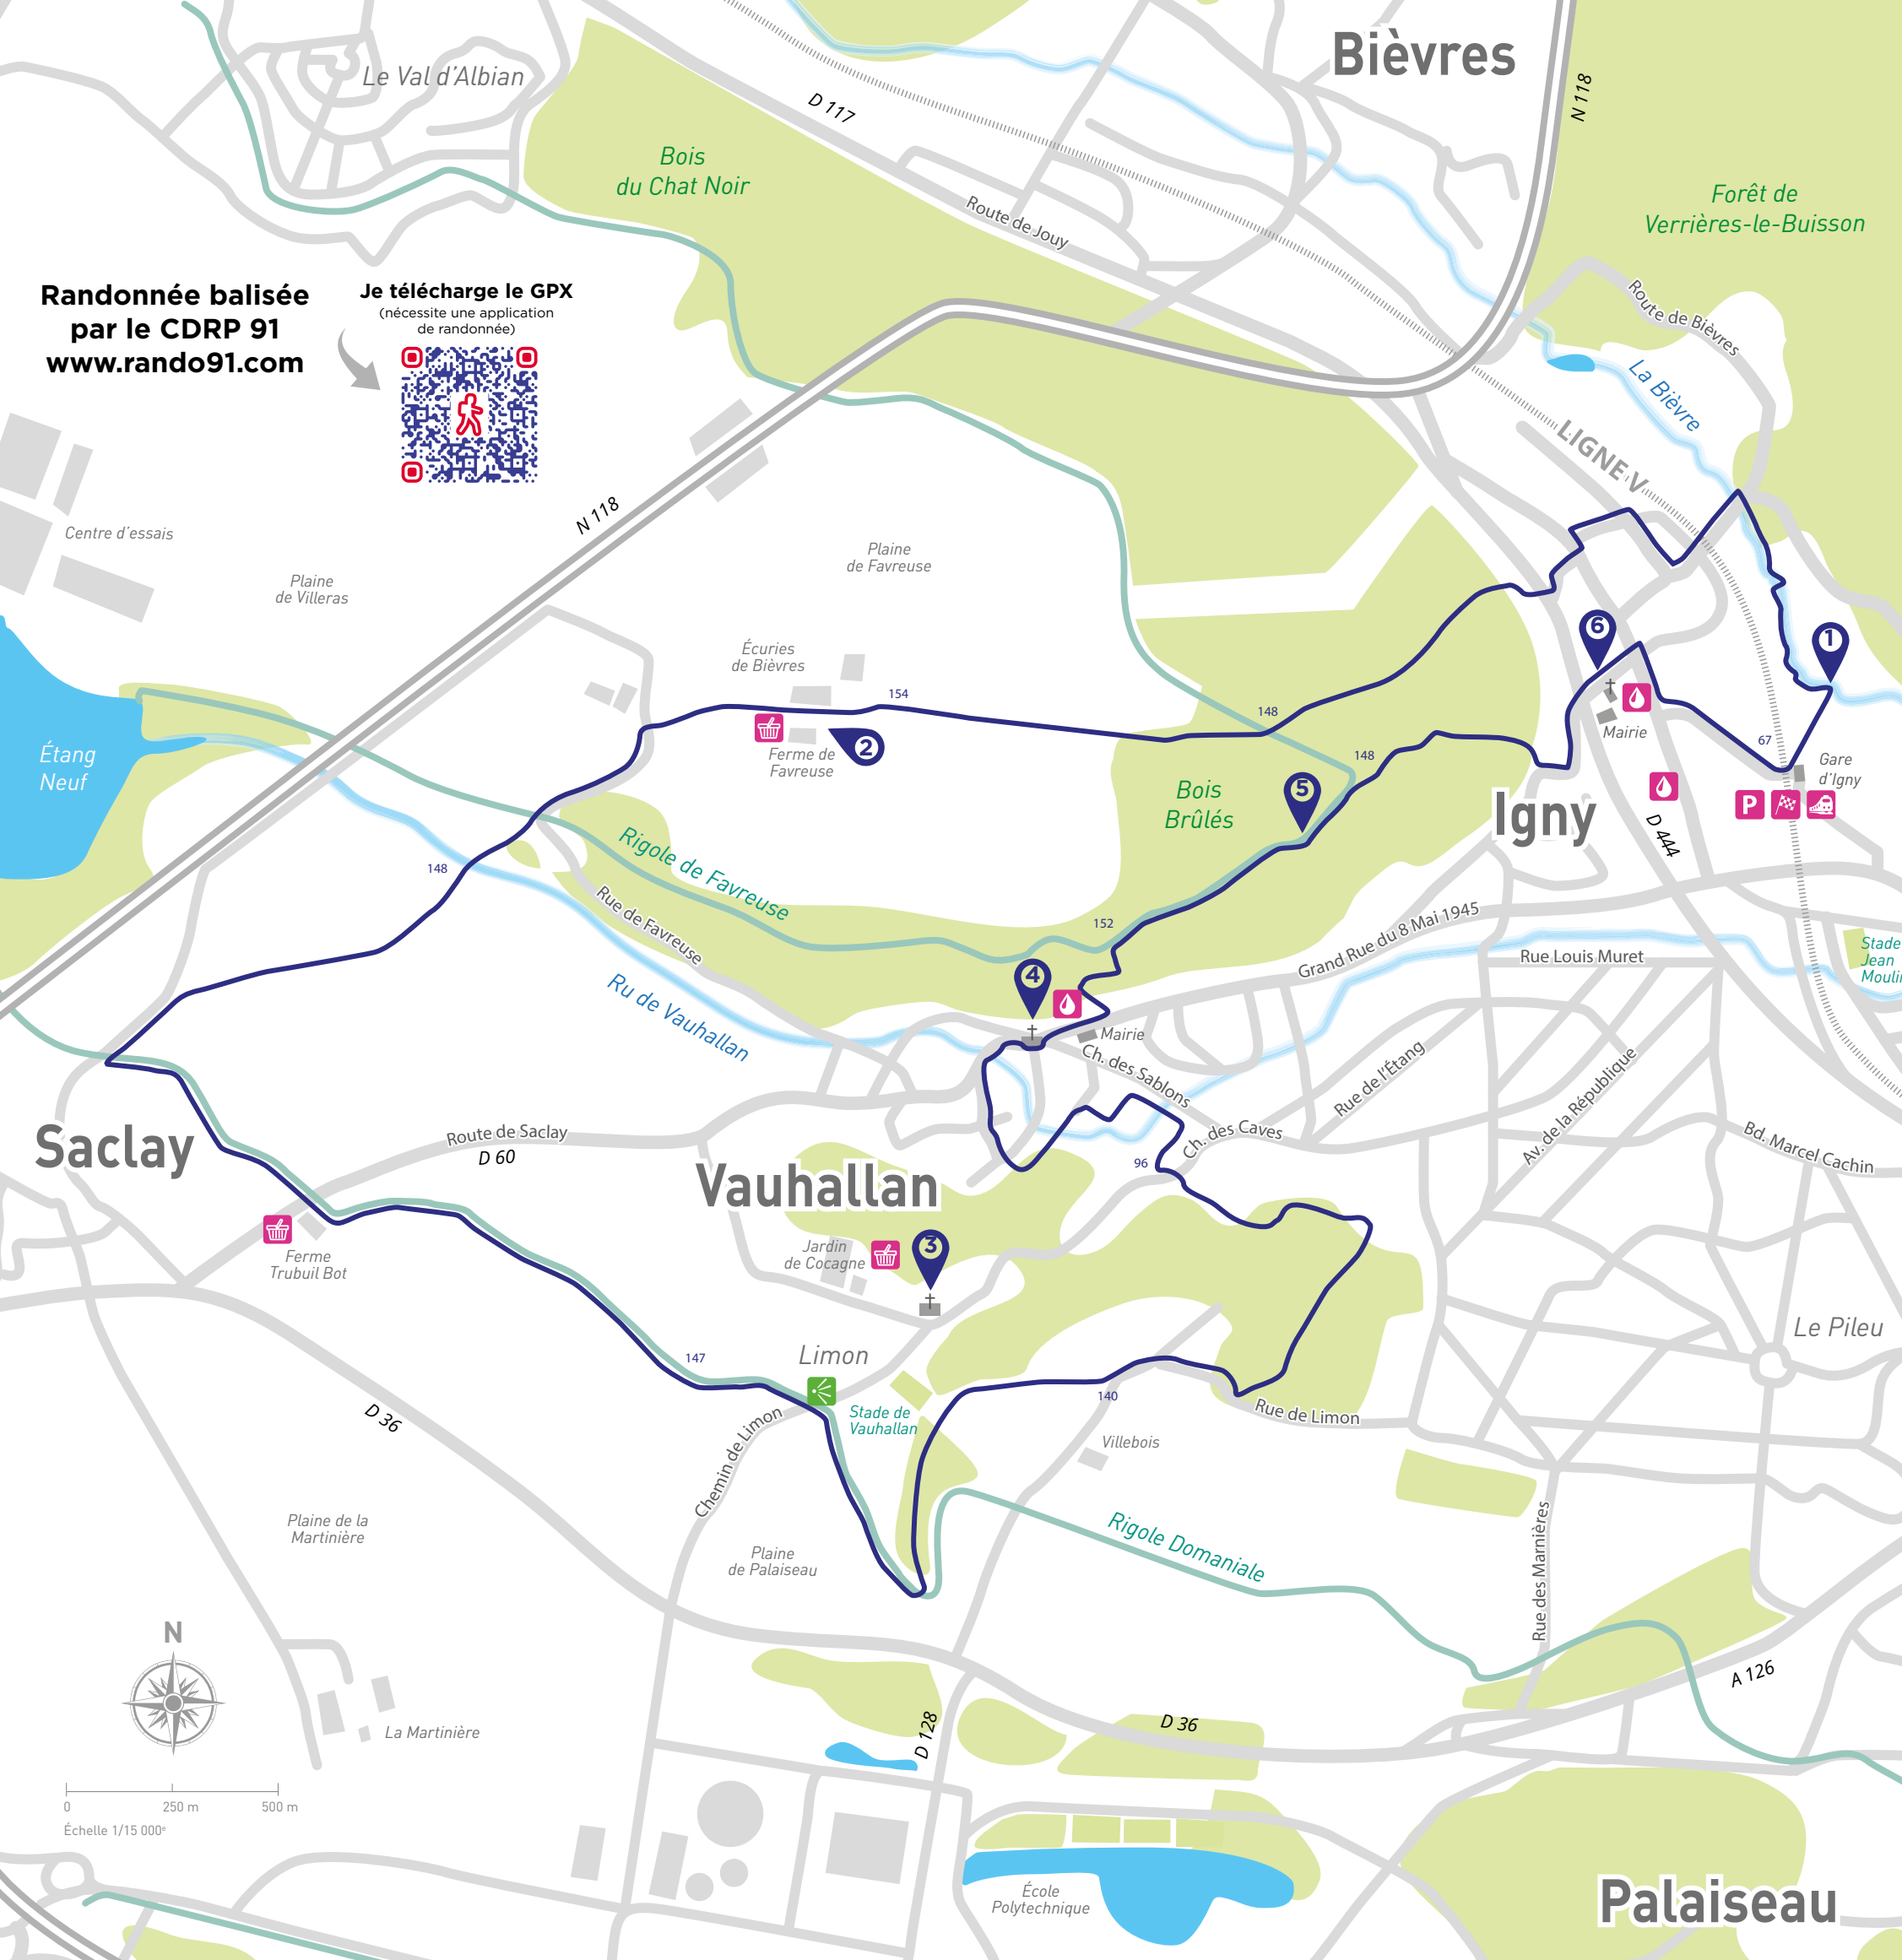 Bièvres
Le Val d'Albian
D 117
N 118
Bois
du Chat Noir
Forêt de
Verrières-le-Buisson
Route de Jouy
Randonnée balisée
par le CDRP 91
www.rando91.com
Je télécharge le GPX
(nécessite une application
de randonnée)
Route de Bièvres
La Bièvre
LIGNE V
N 118
Centre d'essais
Plaine
de Villeras
Plaine
de Favreuse
Écuries
de Bièvres
154
148
6
1
Mairie
67
Gare
d'Igny
P
Étang
Neuf
2
Ferme de
Favreuse
148
5
Bois
Brûlés
Igny
D 444
148
Rigole de Favreuse
Rue de Favreuse
152
Grand Rue du 8 Mai 1945
Rue Louis Muret
Stade
Jean
Moulin
4
Ru de Vauhallan
Mairie
Ch. des Sablons
Rue de l'Étang
Av. de la République
Saclay
Route de Saclay
D 60
Ch. des Caves
96
Bd. Marcel Cachin
Vauhallan
Ferme
Trubuil Bot
Jardin
de Cocagne
3
Le Pileu
147
Limon
140
Rue de Limon
D 36
Chemin de Limon
Stade de
Vauhallan
Villebois
Plaine de la
Martinière
Plaine
de Palaiseau
Rigole Domaniale
Rue des Marnières
N
A 126
La Martinière
D 128
D 36
0
250 m
500 m
Échelle 1/15 000e
École
Polytechnique
Palaiseau